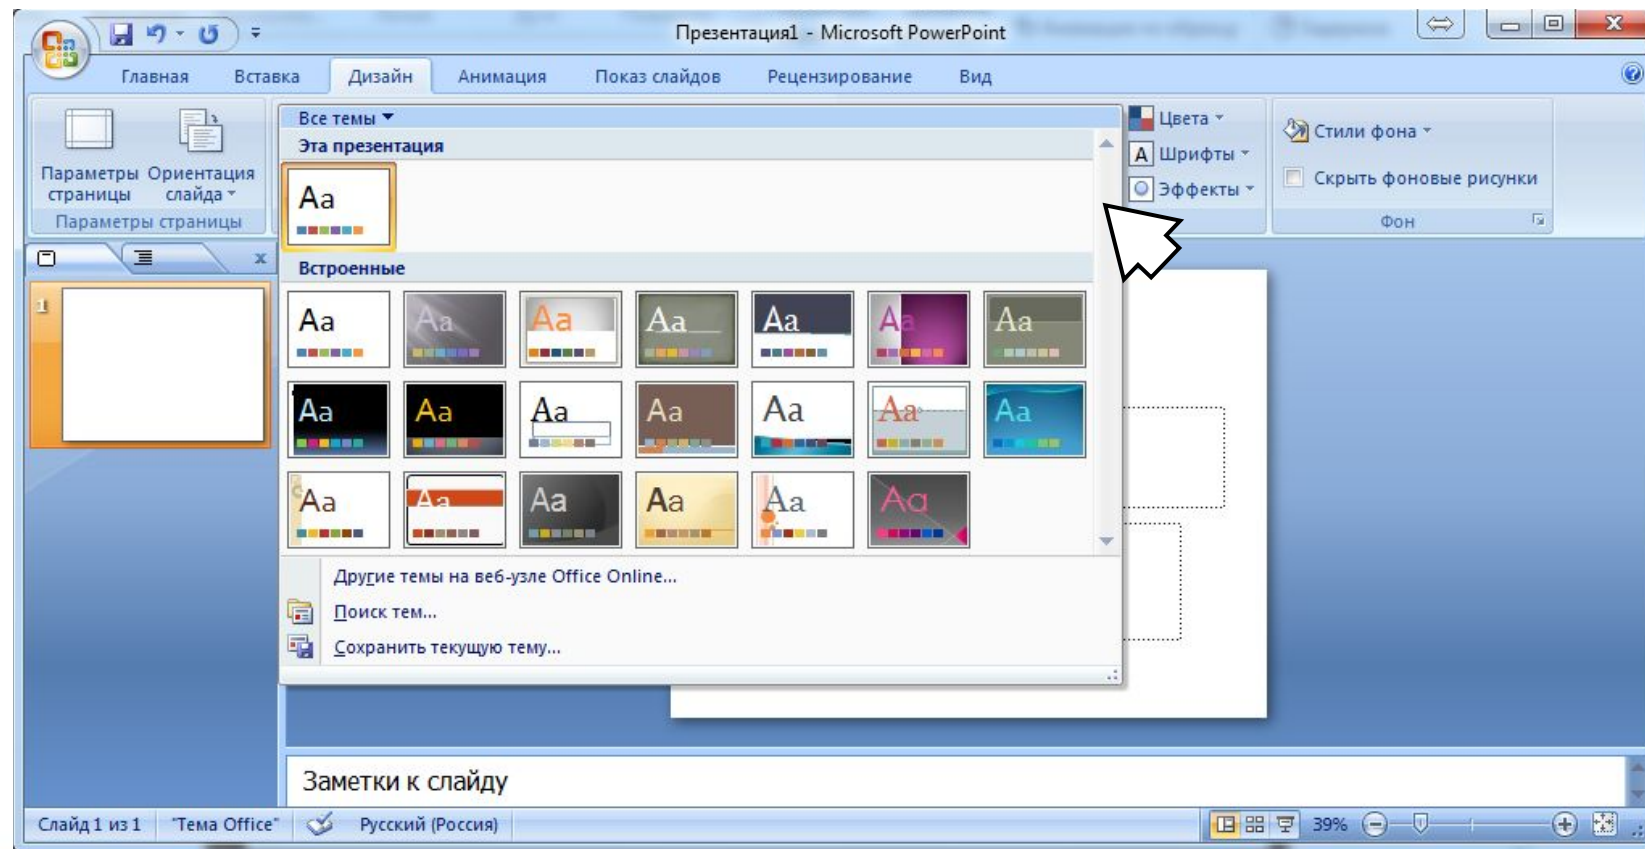 Презентация1 - Microsoft PowerPoint
Главная Вставка Дизайн Анимация Показ слайдов Рецензирование Вид
Параметры страницы
Ориентация слайда
Параметры страницы
Все темы
Эта презентация
Aa
Встроенные
Aa Aa Aa Aa Aa Aa Aa
Aa Aa Aa Aa Aa Aa Aa
Aa Aa Aa Aa Aa Aa
Другие темы на веб-узле Office Online...
Поиск тем...
Сохранить текущую тему...
Цвета
A Шрифты
Эффекты
Стили фона
Скрыть фоновые рисунки
Фон
1
Заметки к слайду
Слайд 1 из 1 "Тема Office" Русский (Россия) 39%